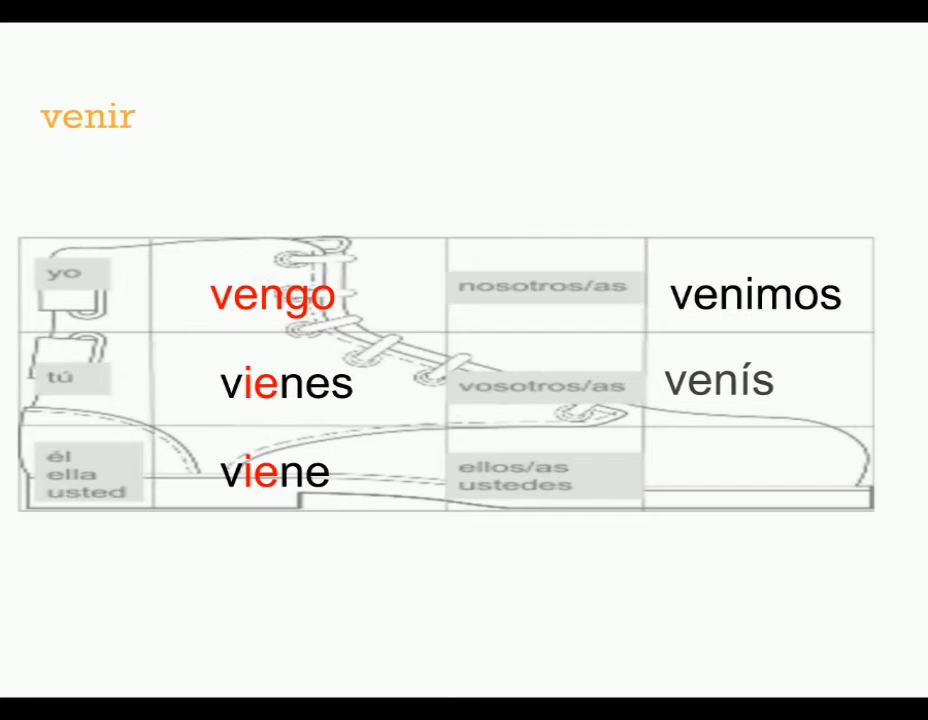 venir
yo vengo nosotros/as venimos
tú vienes vosotros/as venís
él
ella
usted
viene
ellos/as
ustedes